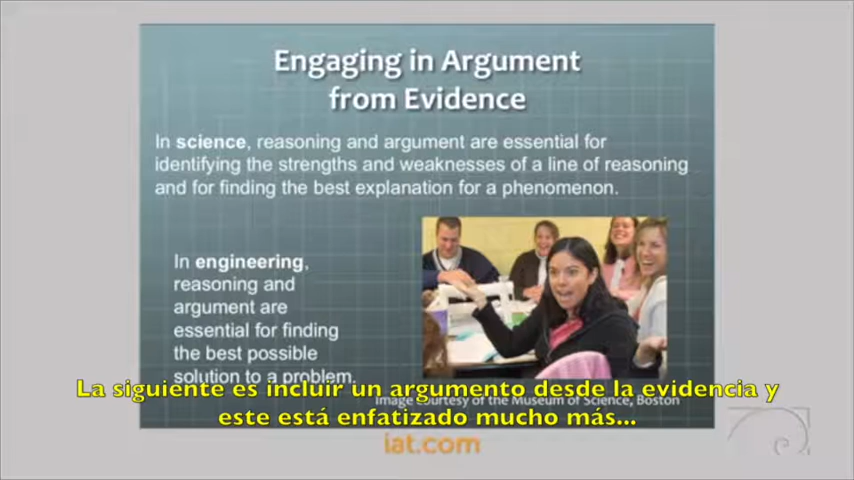 Engaging in Argument
from Evidence
In science, reasoning and argument are essential for
identifying the strengths and weaknesses of a line of reasoning
and for finding the best explanation for a phenomenon.
In engineering,
reasoning and
argument are
essential for finding
the best possible
solution to a problem.
Image Courtesy of the Museum of Science, Boston
La siguiente es incluir un argumento desde la evidencia y
este está enfatizado mucho más...
iat.com